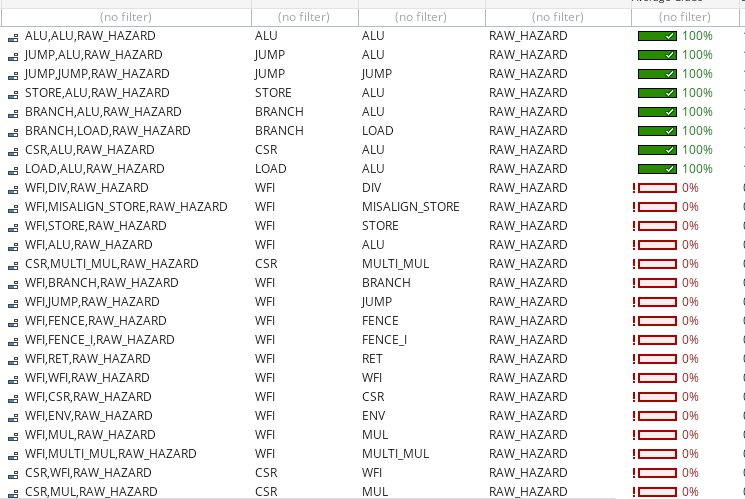 (no filter) (no filter) (no filter) (no filter) (no filter)
ALU,ALU,RAW_HAZARD ALU ALU RAW_HAZARD 100%
JUMP,ALU,RAW_HAZARD JUMP ALU RAW_HAZARD 100%
JUMP,JUMP,RAW_HAZARD JUMP JUMP RAW_HAZARD 100%
STORE,ALU,RAW_HAZARD STORE ALU RAW_HAZARD 100%
BRANCH,ALU,RAW_HAZARD BRANCH ALU RAW_HAZARD 100%
BRANCH,LOAD,RAW_HAZARD BRANCH LOAD RAW_HAZARD 100%
CSR,ALU,RAW_HAZARD CSR ALU RAW_HAZARD 100%
LOAD,ALU,RAW_HAZARD LOAD ALU RAW_HAZARD 100%
WFI,DIV,RAW_HAZARD WFI DIV RAW_HAZARD ! 0%
WFI,MISALIGN_STORE,RAW_HAZARD WFI MISALIGN_STORE RAW_HAZARD ! 0%
WFI,STORE,RAW_HAZARD WFI STORE RAW_HAZARD ! 0%
WFI,ALU,RAW_HAZARD WFI ALU RAW_HAZARD ! 0%
CSR,MULTI_MUL,RAW_HAZARD CSR MULTI_MUL RAW_HAZARD ! 0%
WFI,BRANCH,RAW_HAZARD WFI BRANCH RAW_HAZARD ! 0%
WFI,JUMP,RAW_HAZARD WFI JUMP RAW_HAZARD ! 0%
WFI,FENCE,RAW_HAZARD WFI FENCE RAW_HAZARD ! 0%
WFI,FENCE_I,RAW_HAZARD WFI FENCE_I RAW_HAZARD ! 0%
WFI,RET,RAW_HAZARD WFI RET RAW_HAZARD ! 0%
WFI,WFI,RAW_HAZARD WFI WFI RAW_HAZARD ! 0%
WFI,CSR,RAW_HAZARD WFI CSR RAW_HAZARD ! 0%
WFI,ENV,RAW_HAZARD WFI ENV RAW_HAZARD ! 0%
WFI,MUL,RAW_HAZARD WFI MUL RAW_HAZARD ! 0%
WFI,MULTI_MUL,RAW_HAZARD WFI MULTI_MUL RAW_HAZARD ! 0%
CSR,WFI,RAW_HAZARD CSR WFI RAW_HAZARD ! 0%
CSR,MUL,RAW_HAZARD CSR MUL RAW_HAZARD ! 0%